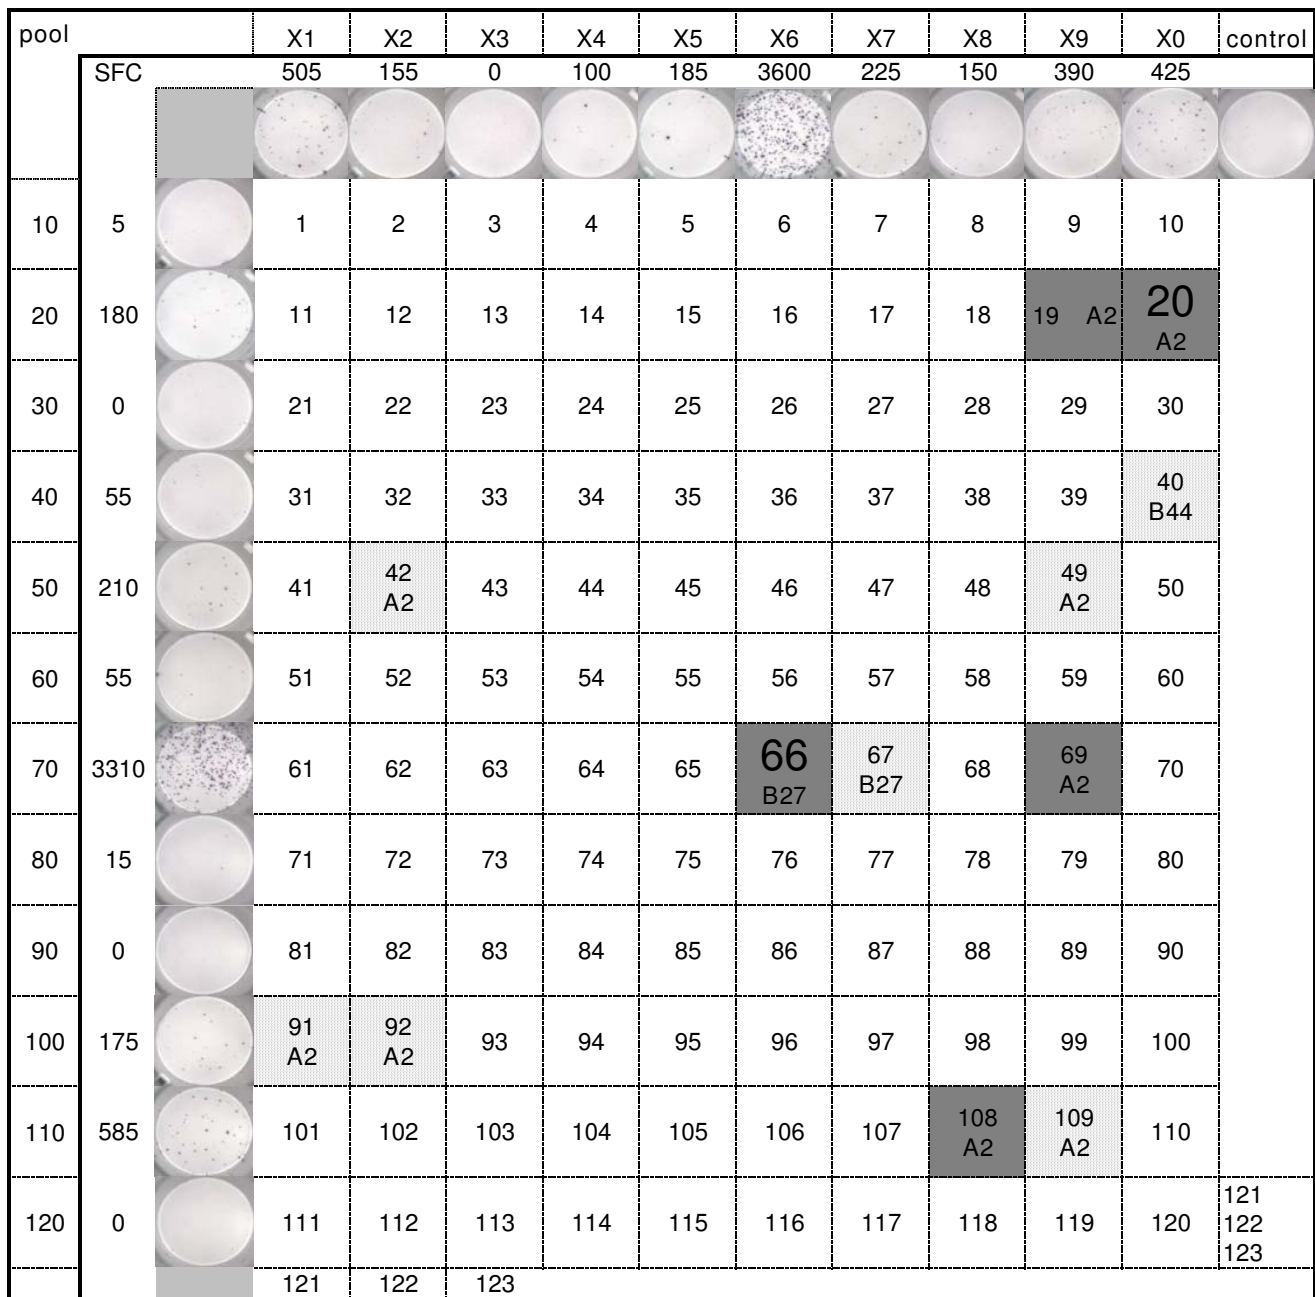 pool X1 X2 X3 X4 X5 X6 X7 X8 X9 X0 control
SFC 505 155 0 100 185 3600 225 150 390 425
10 5 1 2 3 4 5 6 7 8 9 10
20 180 11 12 13 14 15 16 17 18 19 A2 20
A2
30 0 21 22 23 24 25 26 27 28 29 30
40 55 31 32 33 34 35 36 37 38 39 40
B44
50 210 41 42 43 44 45 46 47 48 49 50
A2 A2
60 55 51 52 53 54 55 56 57 58 59 60
70 3310 61 62 63 64 65 66 67 68 69 70
B27 B27 A2
80 15 71 72 73 74 75 76 77 78 79 80
90 0 81 82 83 84 85 86 87 88 89 90
100 175 91 92 93 94 95 96 97 98 99 100
A2 A2
110 585 101 102 103 104 105 106 107 108 109 110
A2 A2
120 0 111 112 113 114 115 116 117 118 119 120 121
122
123
121 122 123